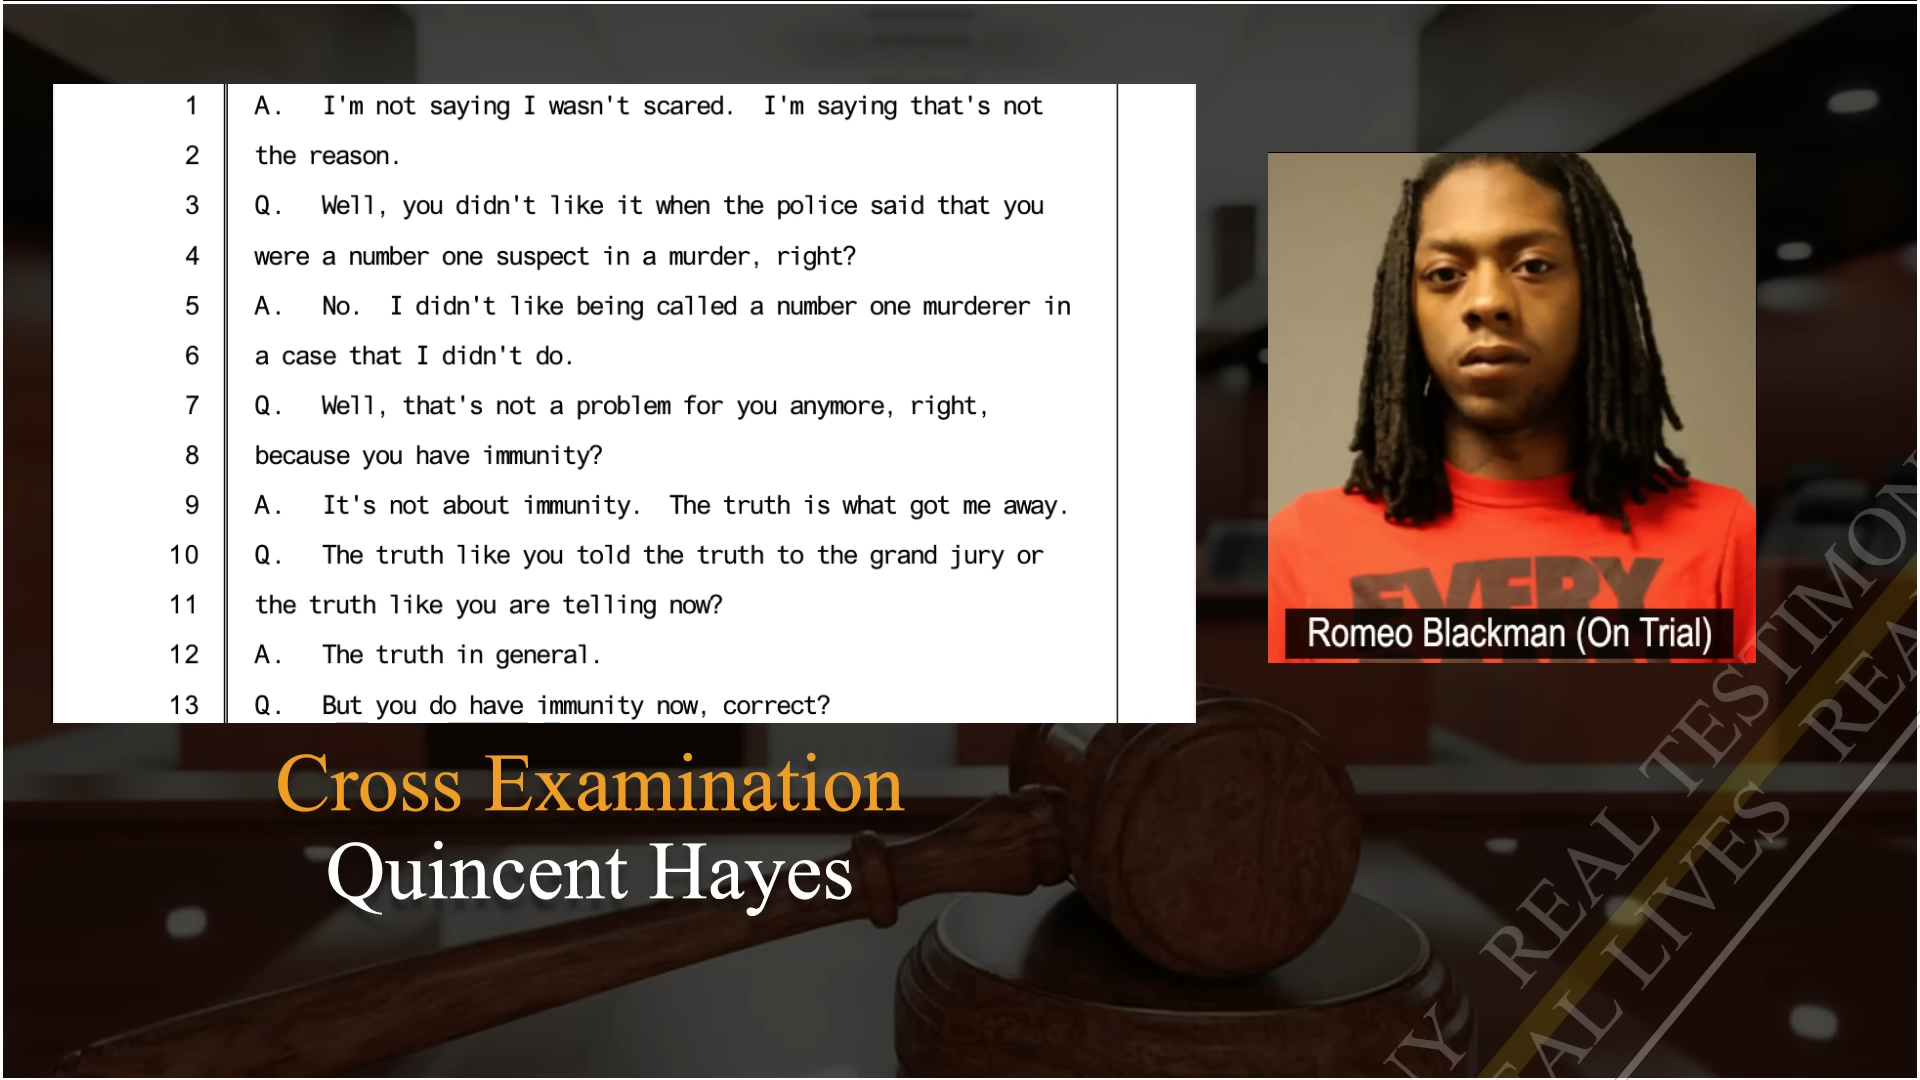 1 A. I'm not saying I wasn't scared. I'm saying that's not
2 the reason.
3 Q. Well, you didn't like it when the police said that you
4 were a number one suspect in a murder, right?
5 A. No. I didn't like being called a number one murderer in
6 a case that I didn't do.
7 Q. Well, that's not a problem for you anymore, right,
8 because you have immunity?
9 A. It's not about immunity. The truth is what got me away.
10 Q. The truth like you told the truth to the grand jury or
11 the truth like you are telling now?
12 A. The truth in general.
13 Q. But you do have immunity now, correct?
EVERY
Romeo Blackman (On Trial)
Cross Examination
Quincent Hayes
REAL TESTIMON
LIVES REA